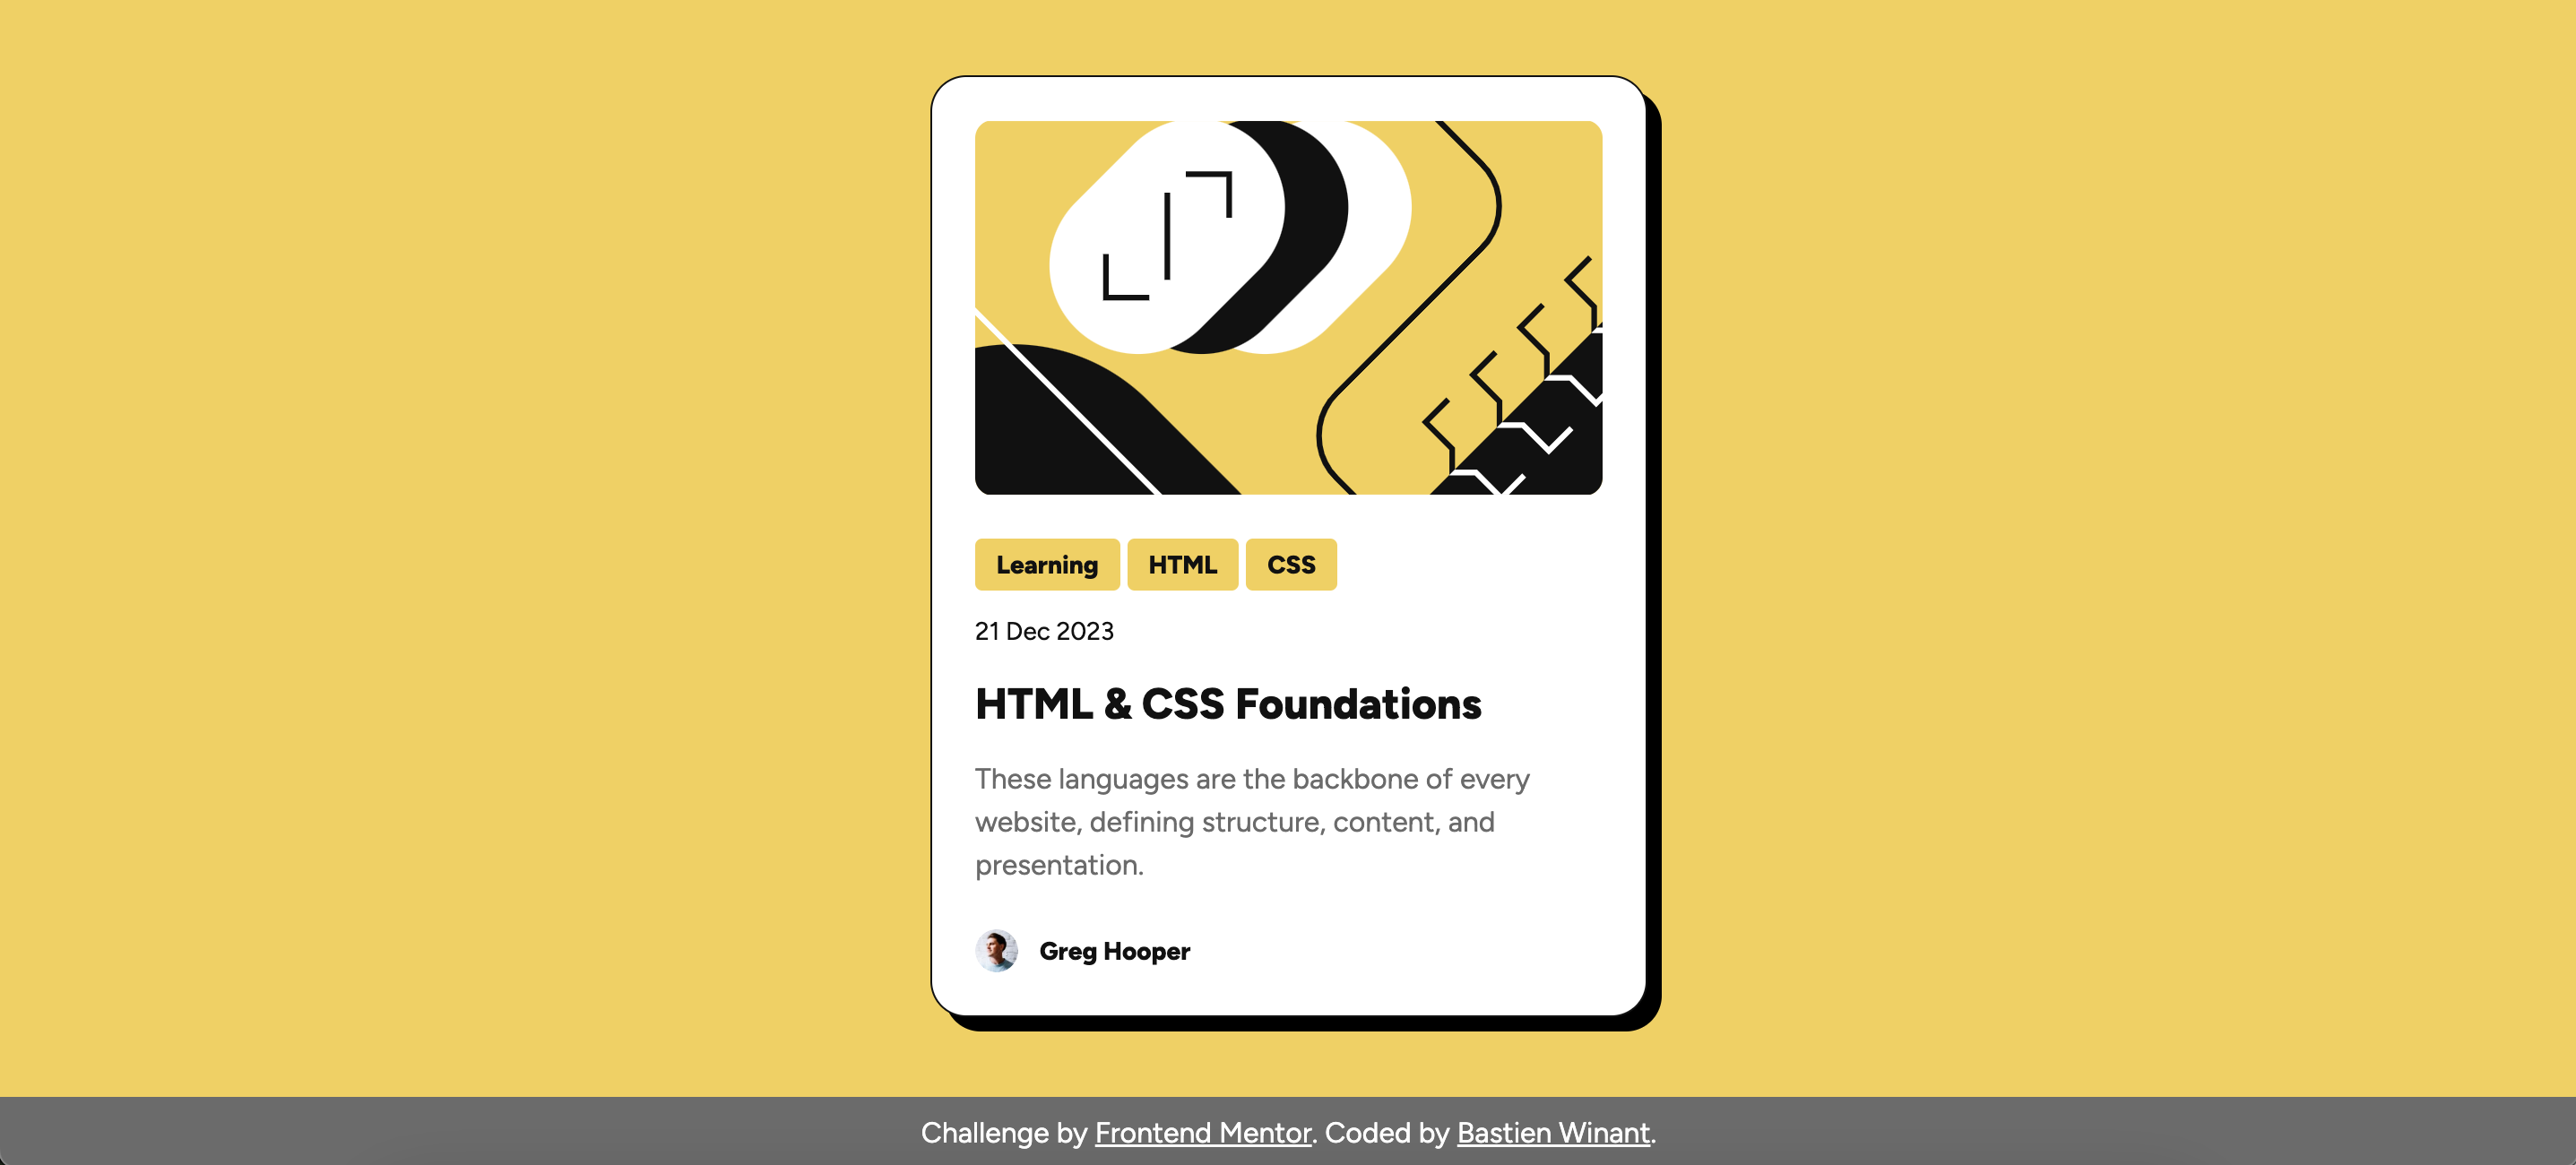 Learning HTML CSS
21 Dec 2023
HTML & CSS Foundations
These languages are the backbone of every
website, defining structure, content, and
presentation.
Greg Hooper
Challenge by Frontend Mentor. Coded by Bastien Winant.